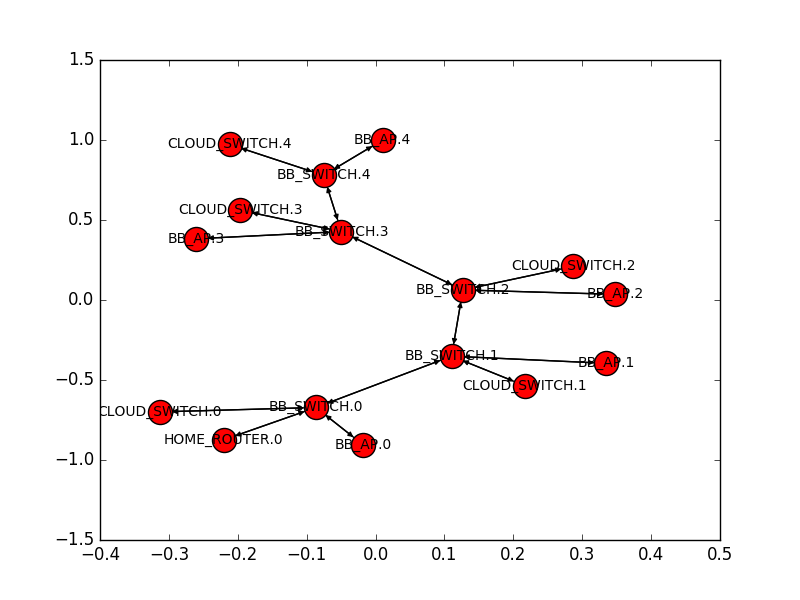 1.5
1.0
0.5
0.0
−0.5
−1.0
−1.5
CLOUD_SWITCH.4
BB_AP.4
BB_SWITCH.4
CLOUD_SWITCH.3
BB_SWITCH.3
BB_AP.3
CLOUD_SWITCH.2
BB_SWITCH.2
BB_AP.2
BB_SWITCH.1
BB_AP.1
CLOUD_SWITCH.1
BB_SWITCH.0
CLOUD_SWITCH.0
HOME_ROUTER.0
BB_AP.0
−0.4 −0.3 −0.2 −0.1 0.0 0.1 0.2 0.3 0.4 0.5